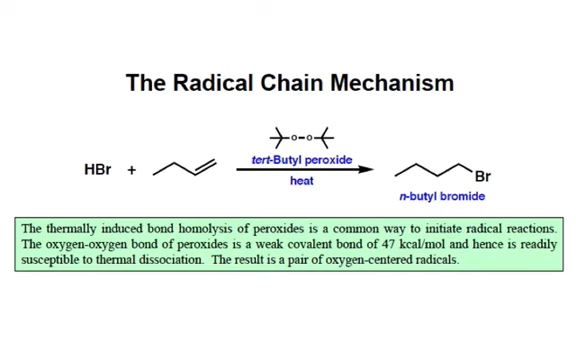 The Radical Chain Mechanism
o-o
HBr + tert-Butyl peroxide Br
heat n-butyl bromide
The thermally induced bond homolysis of peroxides is a common way to initiate radical reactions.
The oxygen-oxygen bond of peroxides is a weak covalent bond of 47 kcal/mol and hence is readily
susceptible to thermal dissociation. The result is a pair of oxygen-centered radicals.